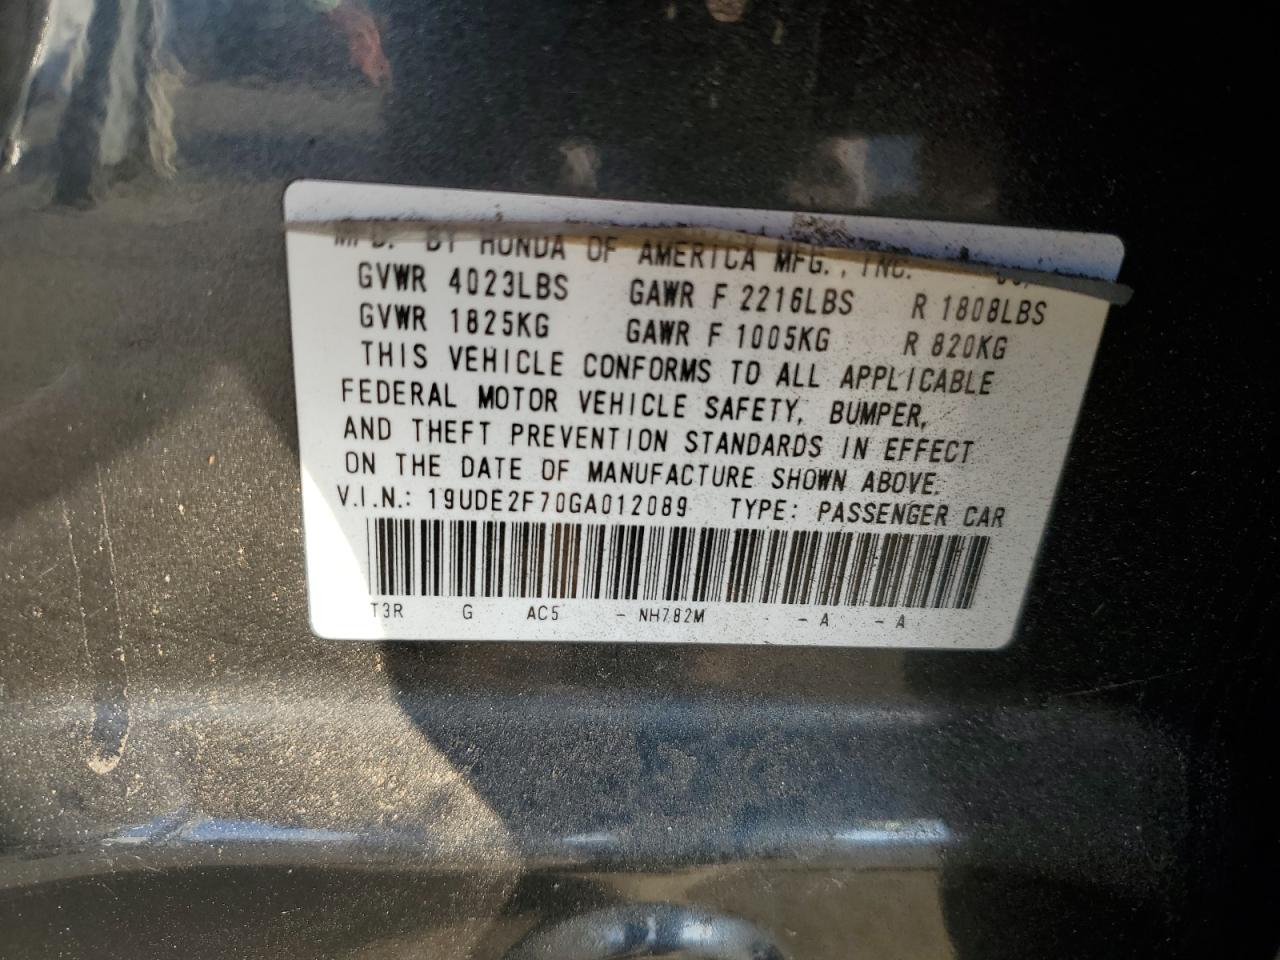 MFD. BY HONDA OF AMERICA MFG., INC.
GVWR 4023LBS GAWR F 2216LBS R 1808LBS
GVWR 1825KG GAWR F 1005KG R 820KG
THIS VEHICLE CONFORMS TO ALL APPLICABLE
FEDERAL MOTOR VEHICLE SAFETY, BUMPER,
AND THEFT PREVENTION STANDARDS IN EFFECT
ON THE DATE OF MANUFACTURE SHOWN ABOVE.
V.I.N.: 19UDE2F70GA012089 TYPE: PASSENGER CAR
T3R G AC5 - NH782M - A - A